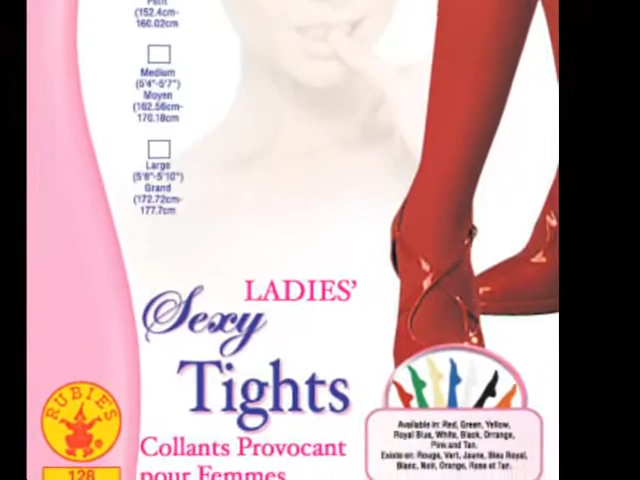 Petit
(152.4cm-
160.02cm
Medium
(5'4"-5'7")
Moyen
(162.56cm-
170.18cm
Large
(5'8"-5'10")
Grand
(172.72cm-
177.7cm
LADIES'
Sexy
Tights
Collants Provocant
pour Femmes
RUBIE'S
128
Available in: Red, Green, Yellow,
Royal Blue, White, Black, Orrange,
Pink and Tan.
Existe en: Rouge, Vert, Jaune, Bleu Royal,
Blanc, Noir, Orange, Rose et Tan.